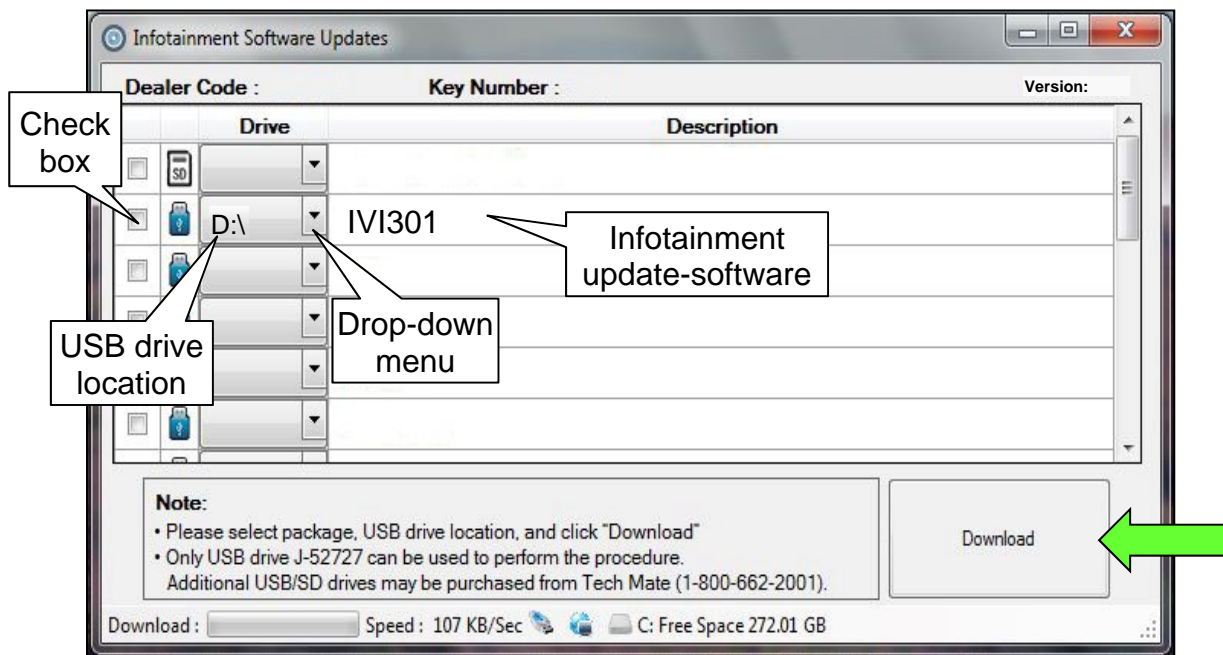 Infotainment Software Updates
Dealer Code :
Key Number :
Version:
Check
box
Drive
Description
SD
D:\
IVI301
Infotainment
update-software
USB drive
location
Drop-down
menu
Note:
• Please select package, USB drive location, and click "Download"
• Only USB drive J-52727 can be used to perform the procedure.
Additional USB/SD drives may be purchased from Tech Mate (1-800-662-2001).
Download
Download :
Speed : 107 KB/Sec
C: Free Space 272.01 GB